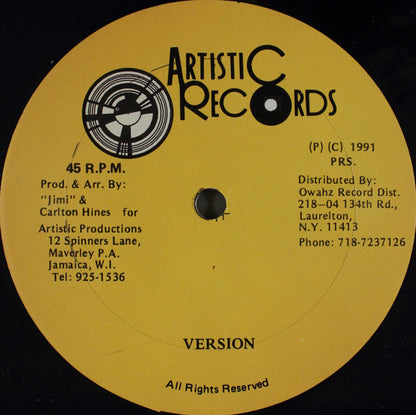 ARTISTIC
RECORDS
45 R.P.M.
Prod. & Arr. By:
"Jimi" &
Carlton Hines for
Artistic Productions
12 Spinners Lane,
Maverley P.A.
Jamaica, W.I.
Tel: 925-1536
(P) (C) 1991
PRS.
Distributed By:
Owahz Record Dist.
218—04 134th Rd.,
Laurelton,
N.Y. 11413
Phone: 718-7237126
VERSION
All Rights Reserved